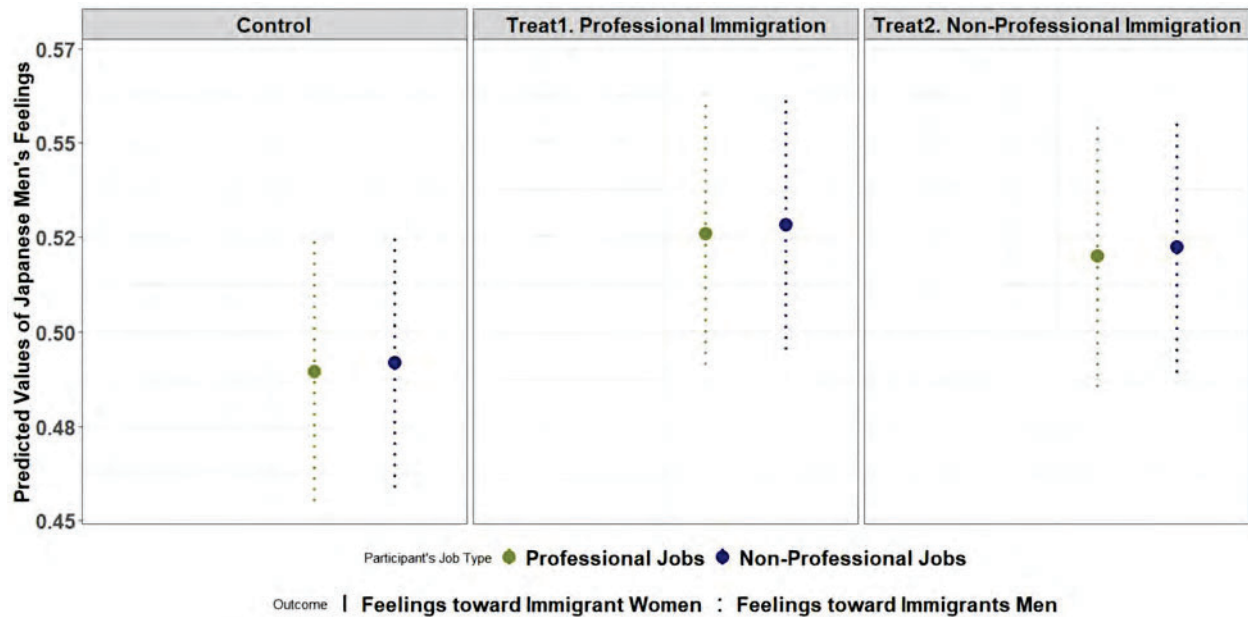 Control
Treat1. Professional Immigration
Treat2. Non-Professional Immigration
Predicted Values of Japanese Men's Feelings
0.57
0.55
0.52
0.50
0.48
0.45
Participant's Job Type Professional Jobs Non-Professional Jobs
Outcome Feelings toward Immigrant Women Feelings toward Immigrants Men